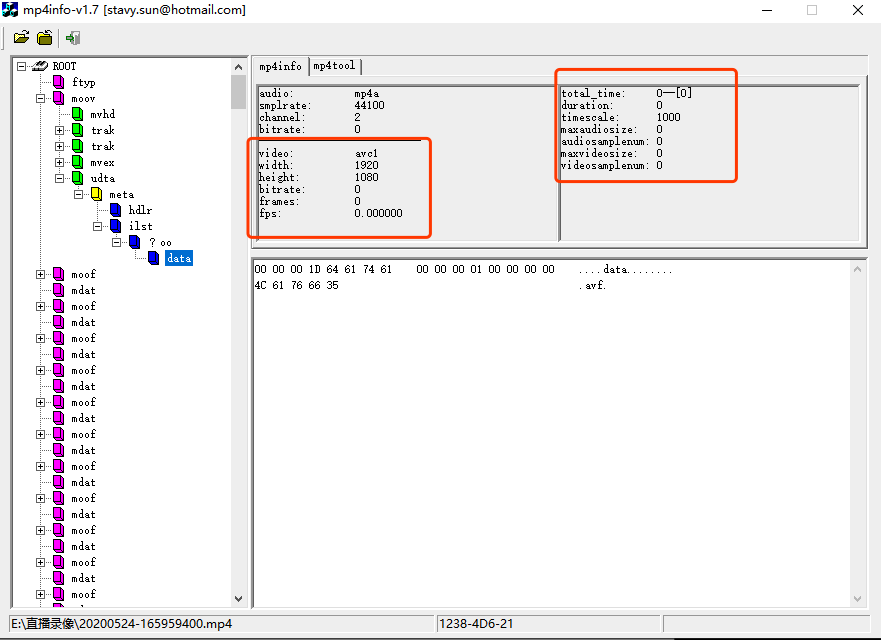 mp4info-v1.7 [stavy.sun@hotmail.com]
ROOT
ftyp
moov
mvhd
trak
trak
mvex
udta
meta
hdlr
ilst
? oo
data
moof
mdat
moof
mdat
moof
mdat
moof
mdat
moof
mdat
moof
mdat
moof
mdat
moof
mdat
moof
mdat
moof
mdat
moof
mp4info
mp4tool
audio: mp4a
smplrate: 44100
channel: 2
bitrate: 0
video: avc1
width: 1920
height: 1080
bitrate: 0
frames: 0
fps: 0.000000
total_time: 0--[0]
duration: 0
timescale: 1000
maxaudiosize: 0
audiosamplenum: 0
maxvideosize: 0
videosamplenum: 0
00 00 00 1D 64 61 74 61 00 00 00 01 00 00 00 00 ....data........
4C 61 76 66 35 .avf.
E:\直播录像\20200524-165959400.mp4
1238-4D6-21